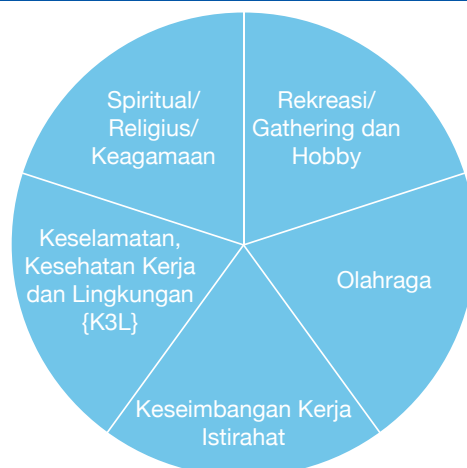 Spiritual/
Religius/
Keagamaan
Rekreasi/
Gathering dan
Hobby
Keselamatan,
Kesehatan Kerja
dan Lingkungan
{K3L}
Olahraga
Keseimbangan Kerja
Istirahat